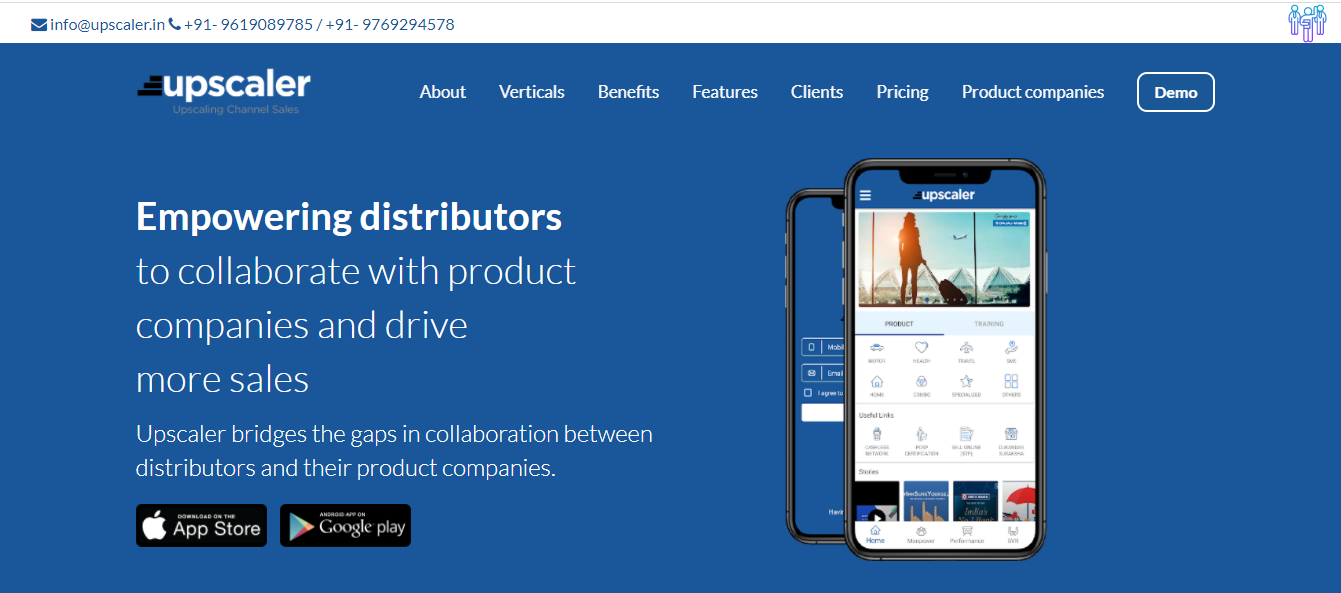 info@upscaler.in +91- 9619089785 / +91- 9769294578
upscaler
Upscaling Channel Sales
About Verticals Benefits Features Clients Pricing Product companies Demo
Empowering distributors
to collaborate with product
companies and drive
more sales
Upscaler bridges the gaps in collaboration between
distributors and their product companies.
DOWNLOAD ON THE
App Store
ANDROID APP ON
Google play
Mobil
Email
I agree to
Havin
upscaler
PRODUCT TRAINING
MOTOR HEALTH TRAVEL SME
HOME COMBO SPECIALIZED OTHERS
Useful Links
CASHLESS NETWORK
POSP CERTIFICATION
SELL ONLINE (STP)
SURAKSHA
Stories
India's
No.1 Bank
Home Manpower Performance